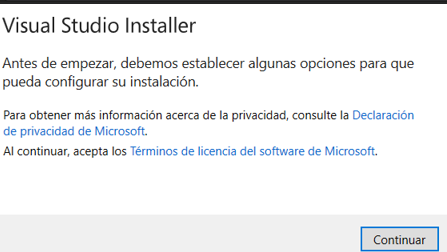 Visual Studio Installer
Antes de empezar, debemos establecer algunas opciones para que
pueda configurar su instalación.
Para obtener más información acerca de la privacidad, consulte la Declaración
de privacidad de Microsoft.
Al continuar, acepta los Términos de licencia del software de Microsoft.
Continuar